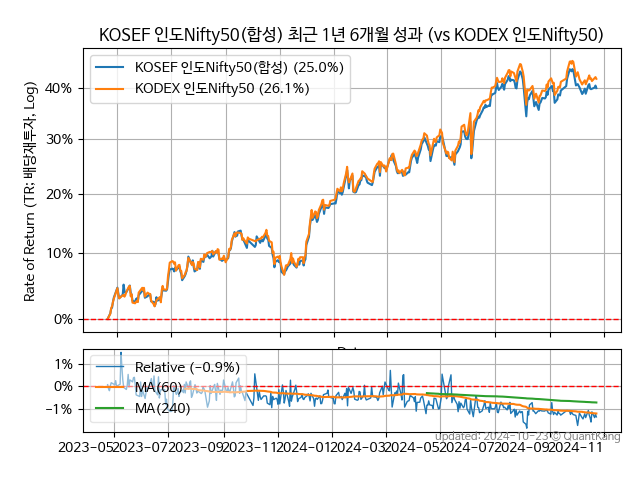 KOSEF 인도Nifty50(합성) 최근 1년 6개월 성과 (vs KODEX 인도Nifty50)
Rate of Return (TR: 배당재투자, Log)
KOSEF 인도Nifty50(합성) (25.0%)
KODEX 인도Nifty50 (26.1%)
40%
30%
20%
10%
0%
Relative (−0.9%)
MA(60)
MA(240)
1%
0%
−1%
2023−05
2023−07
2023−09
2023−11
2024−01
2024−03
2024−05
2024−07
2024−09
2024−11
updated: 2024−10−23 © QuantKang